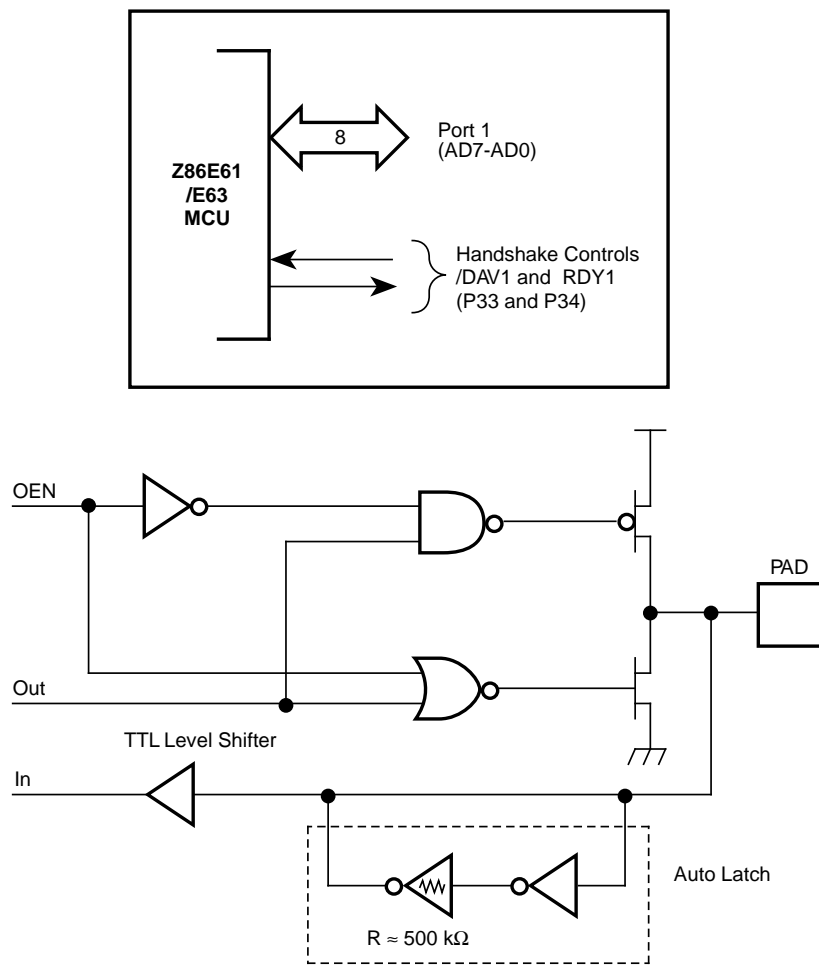 8
Port 1
(AD7-AD0)
Z86E61
/E63
MCU
Handshake Controls
/DAV1 and RDY1
(P33 and P34)
OEN
PAD
Out
TTL Level Shifter
In
Auto Latch
R ≈ 500 kΩ